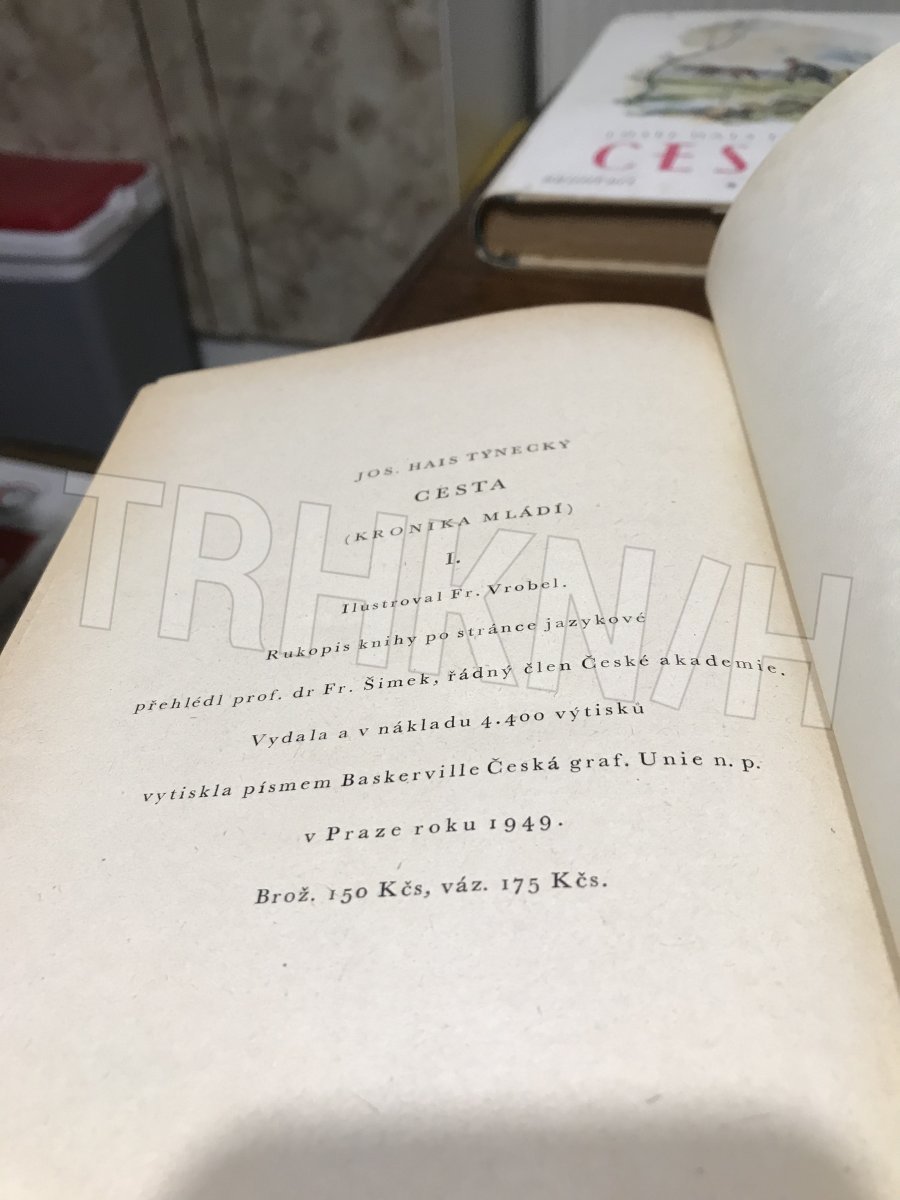 CES
JOS. HAIS TÝNECKÝ
CESTA
(KRONIKA MLÁDÍ)
I.
Ilustroval Fr. Vrobel.
Rukopis knihy po stránce jazykové
přehlédl prof. dr Fr. Šimek, řádný člen České akademie.
Vydala a v nákladu 4.400 výtisků
vytiskla písmem Baskerville Česká graf. Unie n. p.
v Praze roku 1949.
Brož. 150 Kčs, váz. 175 Kčs.
TRHKN/H